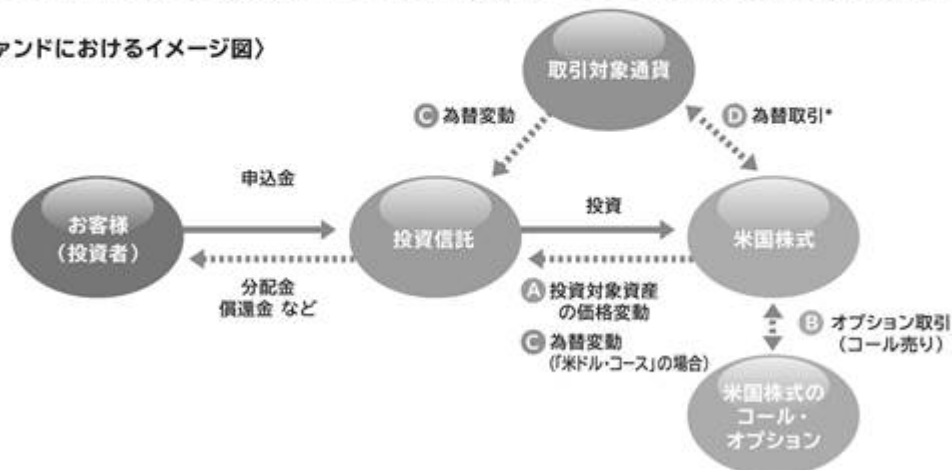 ァンドにおけるイメージ図〉
取引対象通貨
C 為替変動
D 為替取引*
申込金
投資
お客様
（投資者）
投資信託
米国株式
分配金
償還金 など
A 投資対象資産
の価格変動
C 為替変動
（「米ドル・コース」の場合）
B オプション取引
（コール売り）
米国株式の
コール・
オプション